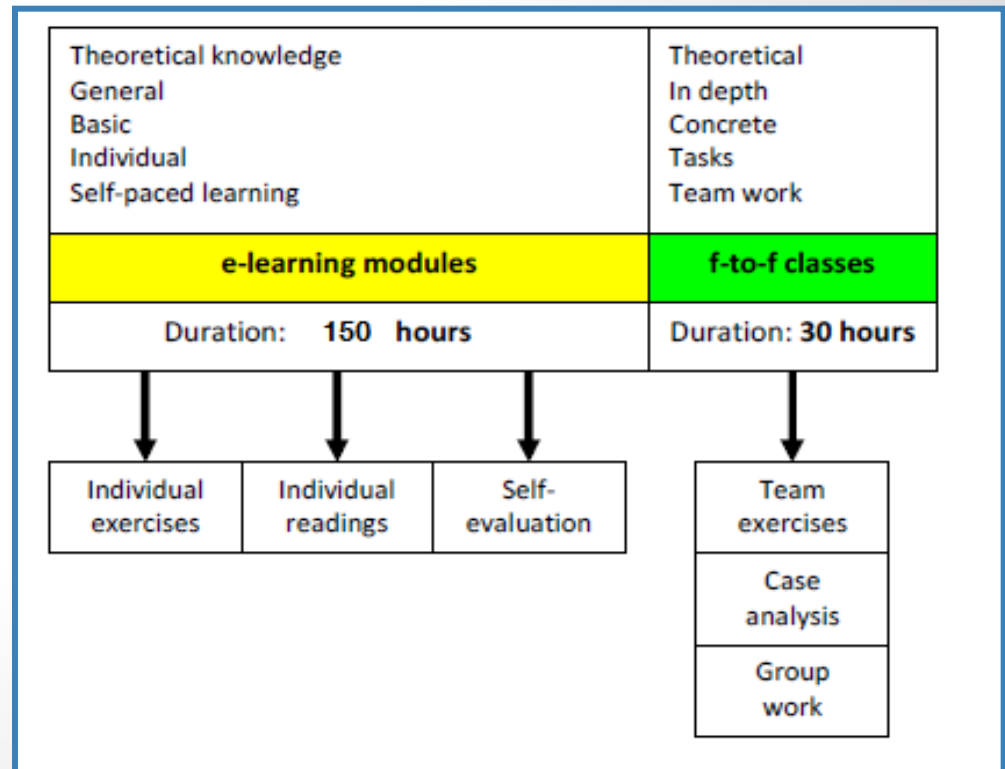 Theoretical knowledge
General
Basic
Individual
Self-paced learning
Theoretical
In depth
Concrete
Tasks
Team work
e-learning modules
f-to-f classes
Duration: 150 hours
Duration: 30 hours
Individual
exercises
Individual
readings
Self-
evaluation
Team
exercises
Case
analysis
Group
work